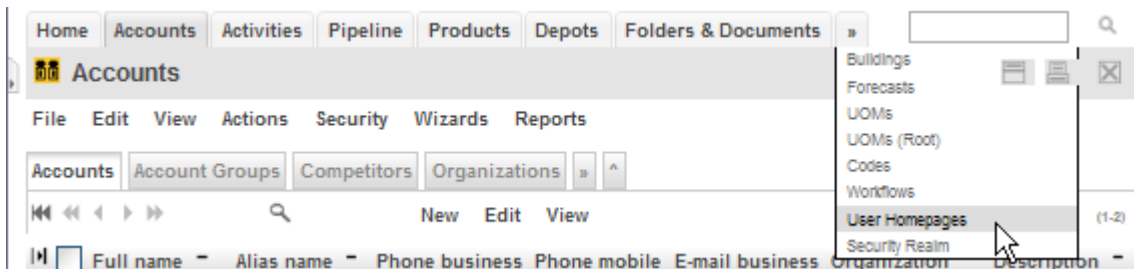 Home Accounts Activities Pipeline Products Depots Folders & Documents »
Accounts
File Edit View Actions Security Wizards Reports
Accounts Account Groups Competitors Organizations » ^
New Edit View
(1-2)
Full name Alias name Phone business Phone mobile E-mail business Organization Description
Buildings
Forecasts
UOMs
UOMs (Root)
Codes
Workflows
User Homepages
Security Realm